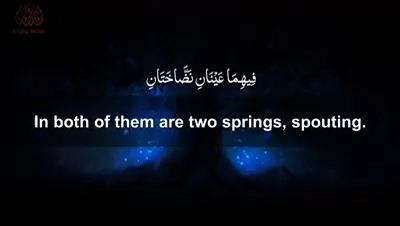 فِيهِمَا عَيْنَانِ نَضَّاخَتَانِ
In both of them are two springs, spouting.